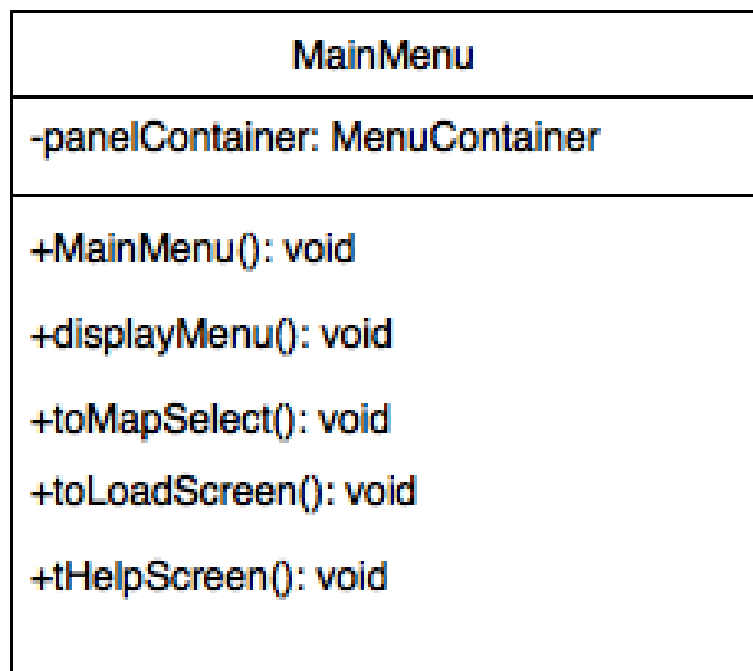 MainMenu
-panelContainer: MenuContainer
+MainMenu(): void
+displayMenu(): void
+toMapSelect(): void
+toLoadScreen(): void
+tHelpScreen(): void